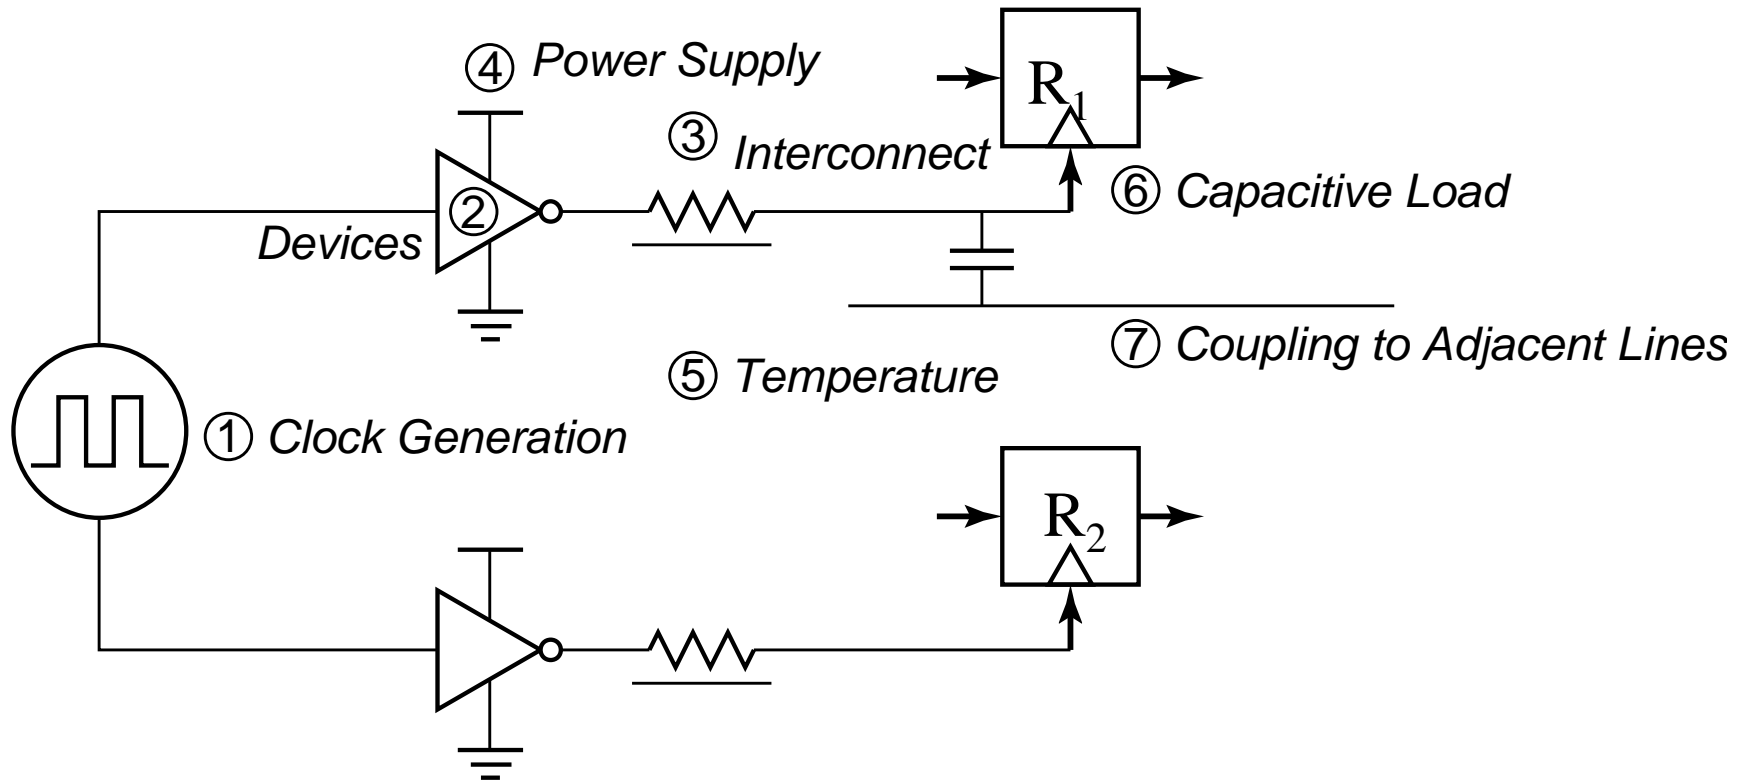 ④ Power Supply
R1
③ Interconnect
⑥ Capacitive Load
②
Devices
⑦ Coupling to Adjacent Lines
⑤ Temperature
① Clock Generation
R2